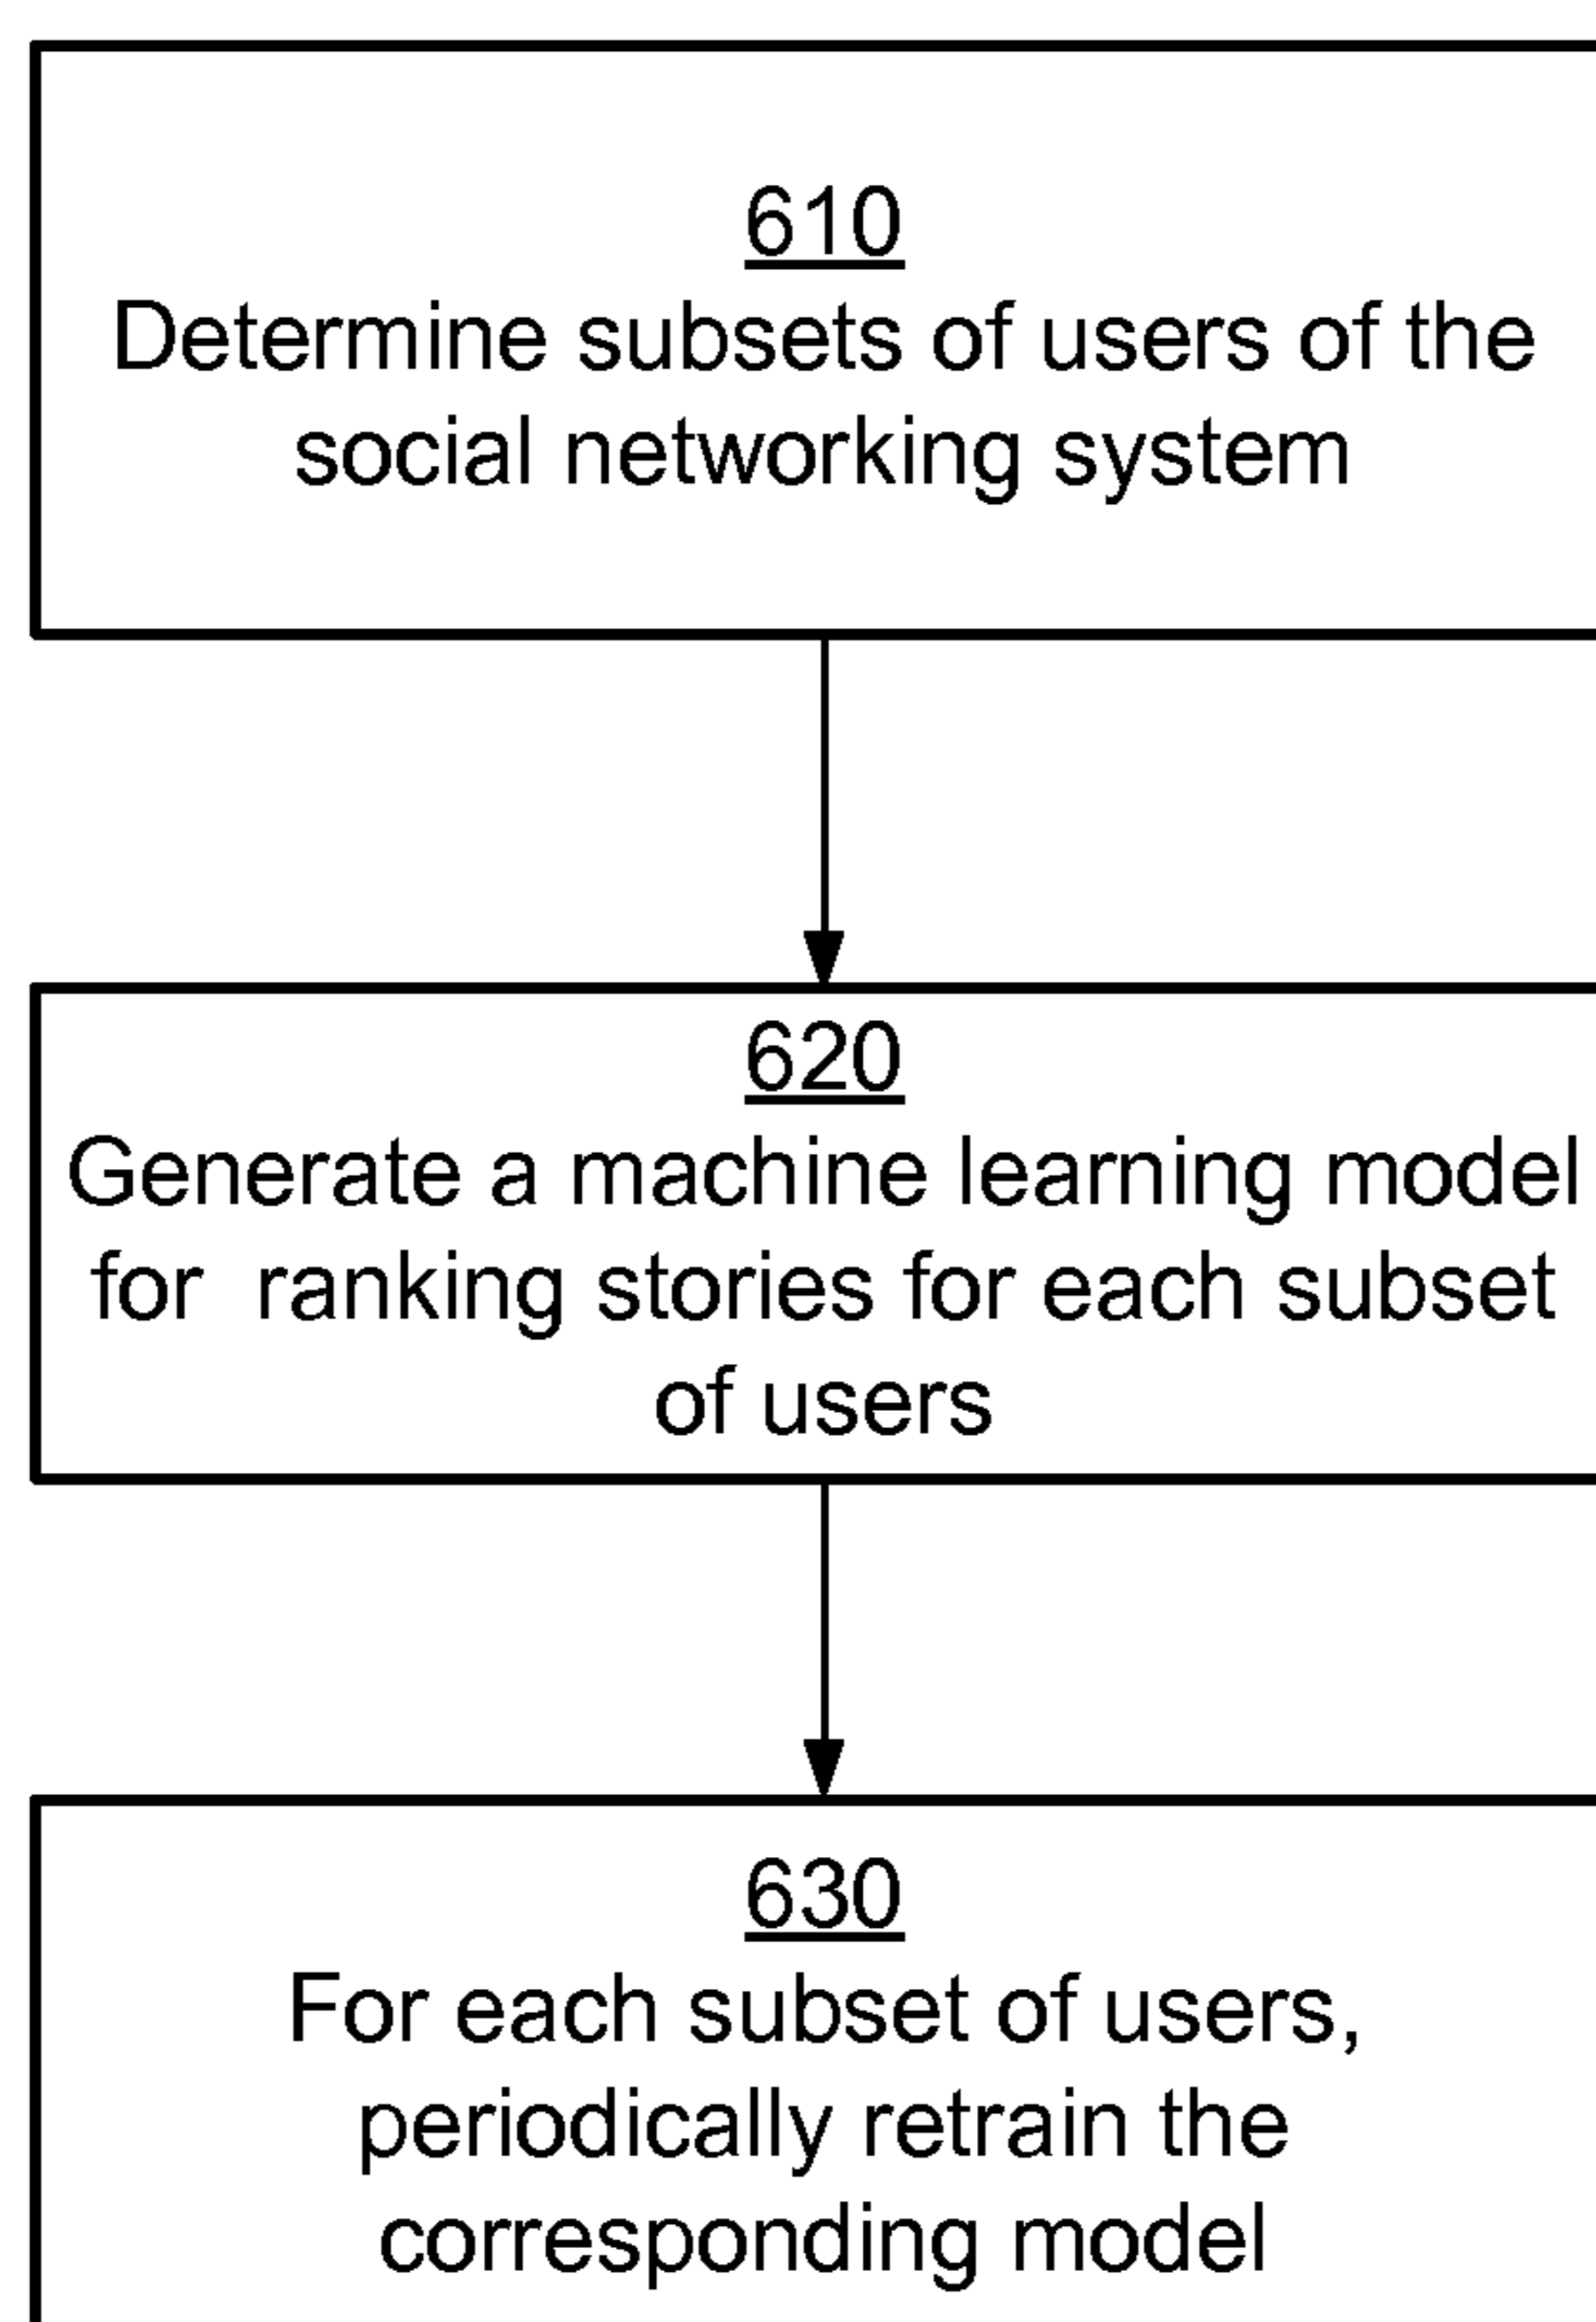 610
Determine subsets of users of the
social networking system
620
Generate a machine learning model
for ranking stories for each subset
of users
630
For each subset of users,
periodically retrain the
corresponding model